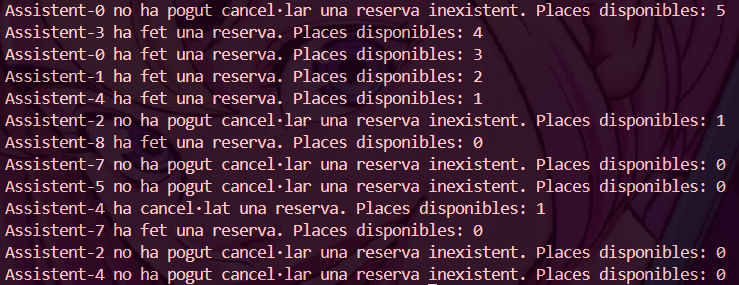 Assistent-0 no ha pogut cancel·lar una reserva inexistent. Places disponibles: 5
Assistent-3 ha fet una reserva. Places disponibles: 4
Assistent-0 ha fet una reserva. Places disponibles: 3
Assistent-1 ha fet una reserva. Places disponibles: 2
Assistent-4 ha fet una reserva. Places disponibles: 1
Assistent-2 no ha pogut cancel·lar una reserva inexistent. Places disponibles: 1
Assistent-8 ha fet una reserva. Places disponibles: 0
Assistent-7 no ha pogut cancel·lar una reserva inexistent. Places disponibles: 0
Assistent-5 no ha pogut cancel·lar una reserva inexistent. Places disponibles: 0
Assistent-4 ha cancel·lat una reserva. Places disponibles: 1
Assistent-7 ha fet una reserva. Places disponibles: 0
Assistent-2 no ha pogut cancel·lar una reserva inexistent. Places disponibles: 0
Assistent-4 no ha pogut cancel·lar una reserva inexistent. Places disponibles: 0